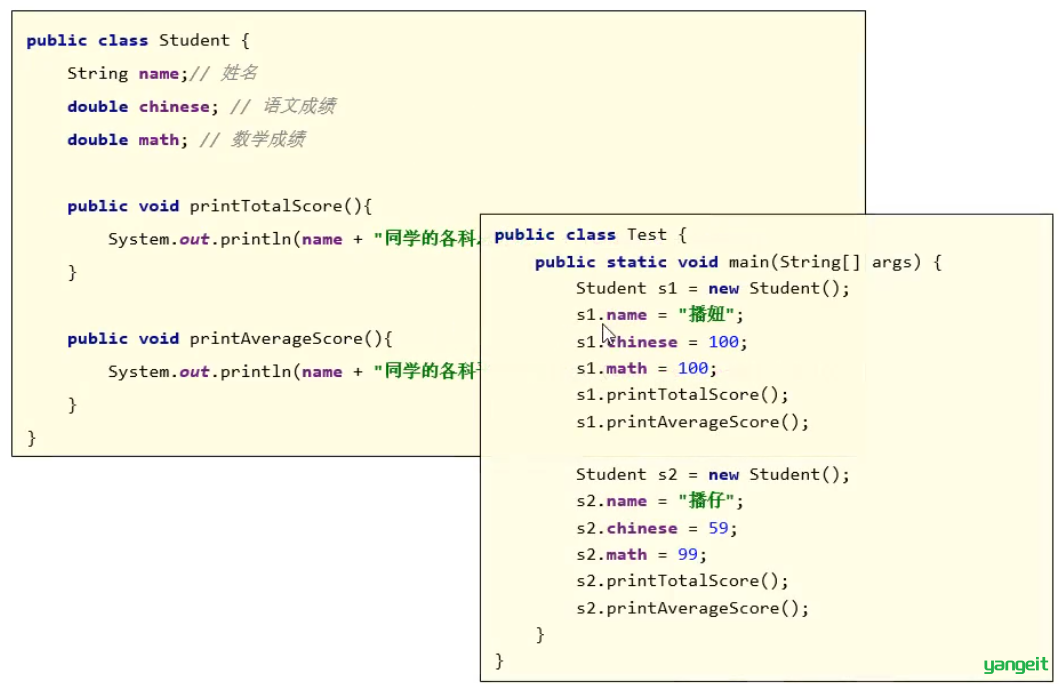 public class Student {
String name;// 姓名
double chinese; // 语文成绩
double math; // 数学成绩
public void printTotalScore(){
System.out.println(name + "同学的各科
}
public void printAverageScore(){
System.out.println(name + "同学的各科
}
}
public class Test {
public static void main(String[] args) {
Student s1 = new Student();
s1.name = "播妞";
s1.chinese = 100;
s1.math = 100;
s1.printTotalScore();
s1.printAverageScore();
Student s2 = new Student();
s2.name = "播仔";
s2.chinese = 59;
s2.math = 99;
s2.printTotalScore();
s2.printAverageScore();
}
}
yangeit